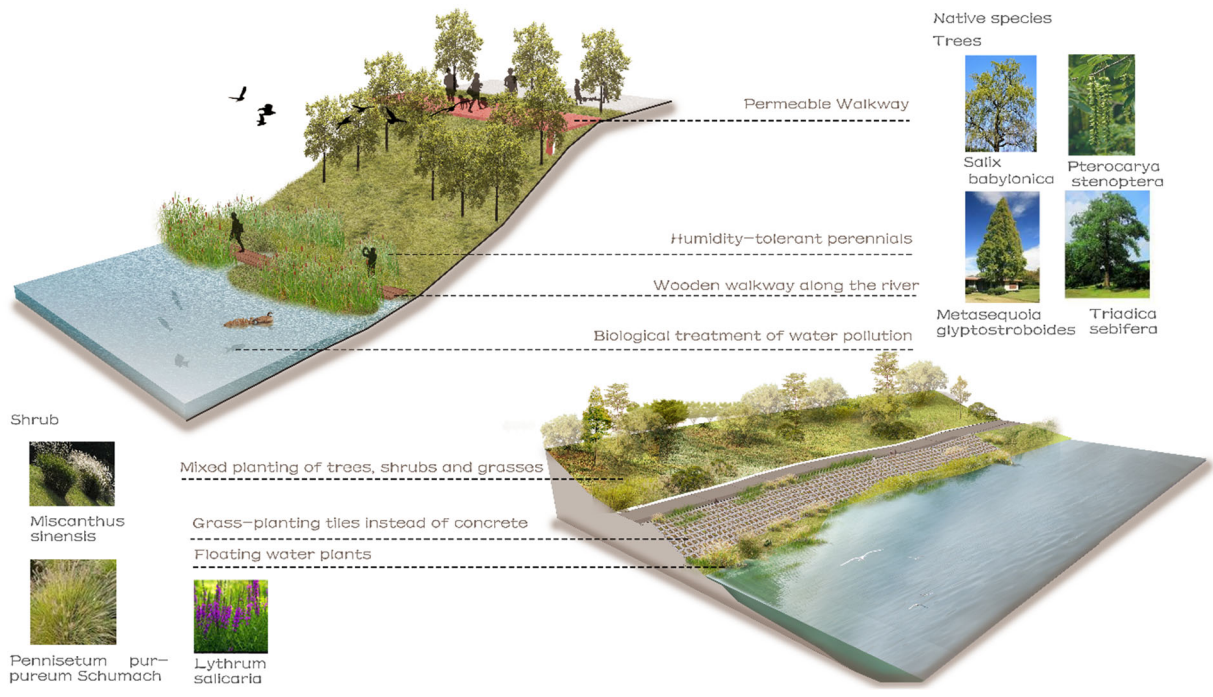 Native species
Trees
Permeable Walkway
Salix
babylonica
Pterocarya
stenoptera
Humidity-tolerant perennials
Wooden walkway along the river
Metasequoia
glyptostroboides
Triadica
sebifera
Biological treatment of water pollution
Shrub
Mixed planting of trees, shrubs and grasses
Miscanthus
sinensis
Grass-planting tiles instead of concrete
Floating water plants
Pennisetum pur-
pureum Schumach
Lythrum
salicaria